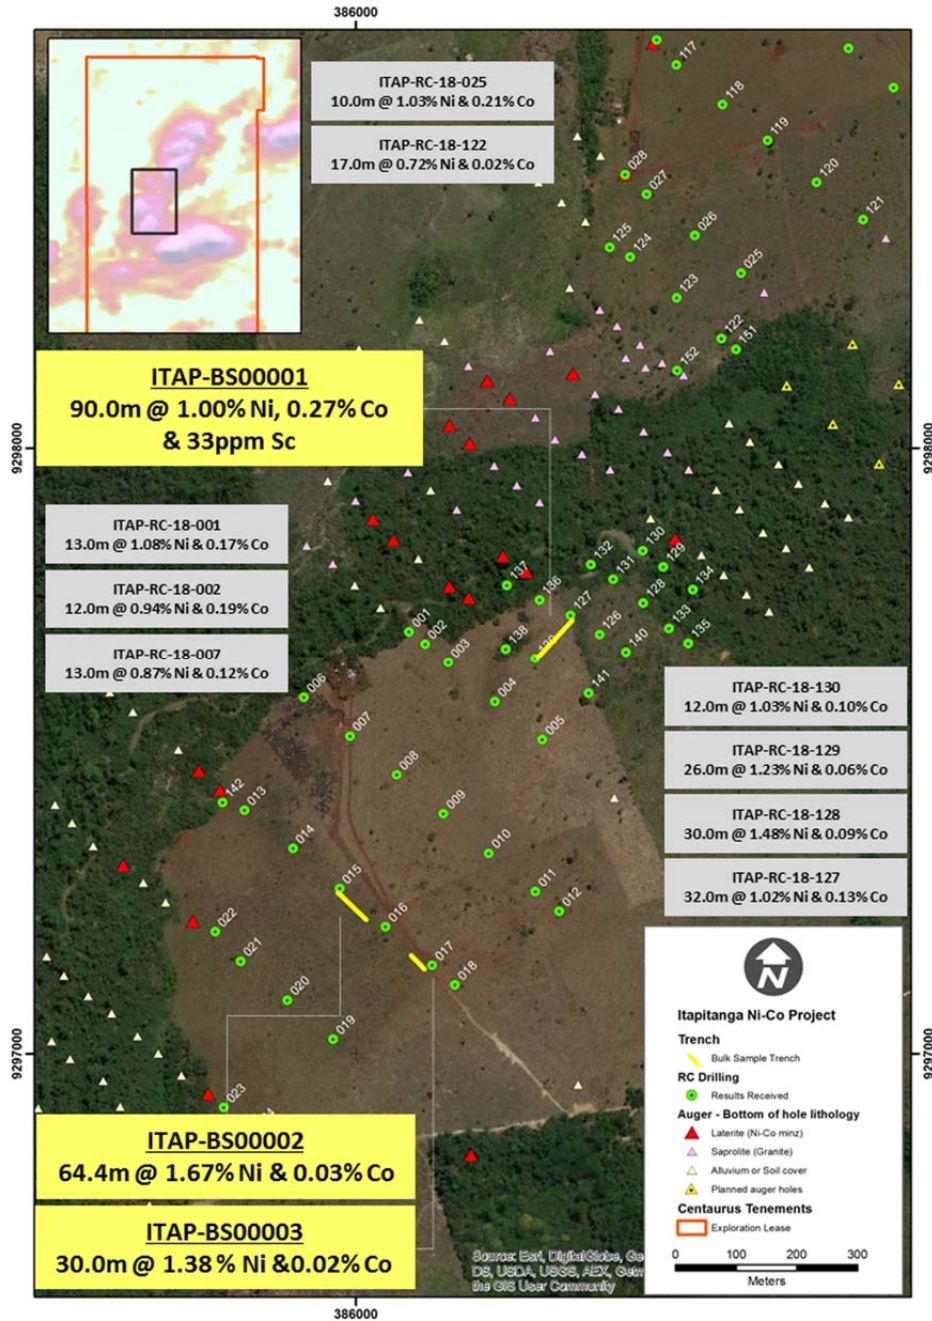 386000
ITAP-RC-18-025
10.0m @ 1.03% Ni & 0.21% Co
ITAP-RC-18-122
17.0m @ 0.72% Ni & 0.02% Co
117
118
119
120
121
028
027
026
025
125
124
123
122
151
152
ITAP-BS00001
90.0m @ 1.00% Ni, 0.27% Co
& 33ppm Sc
9298000
9298000
ITAP-RC-18-001
13.0m @ 1.08% Ni & 0.17% Co
ITAP-RC-18-002
12.0m @ 0.94% Ni & 0.19% Co
ITAP-RC-18-007
13.0m @ 0.87% Ni & 0.12% Co
130
129
132
131
134
137
136
128
127
133
001
002
126
135
138
140
003
141
006
004
005
007
ITAP-RC-18-130
12.0m @ 1.03% Ni & 0.10% Co
ITAP-RC-18-129
26.0m @ 1.23% Ni & 0.06% Co
ITAP-RC-18-128
30.0m @ 1.48% Ni & 0.09% Co
ITAP-RC-18-127
32.0m @ 1.02% Ni & 0.13% Co
008
142
013
009
014
010
015
011
012
016
022
021
017
018
020
019
023
9297000
9297000
ITAP-BS00002
64.4m @ 1.67% Ni & 0.03% Co
ITAP-BS00003
30.0m @ 1.38 % Ni &0.02% Co
N
Itapitanga Ni-Co Project
Trench
Bulk Sample Trench
RC Drilling
Results Received
Auger - Bottom of hole lithology
Laterite (Ni-Co minz)
Saprolite (Granite)
Alluvium or Soil cover
Planned auger holes
Centaurus Tenements
Exploration Lease
0 100 200 300
Meters
Source: Esri, DigitalGlobe,
DS, USDA, USGS, AEX,
the GIS User Community
386000